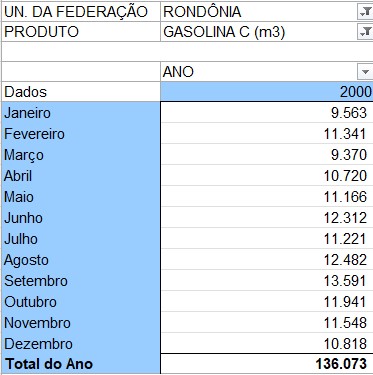 UN. DA FEDERAÇÃO RONDÔNIA
PRODUTO GASOLINA C (m3)
ANO
Dados 2000
Janeiro 9.563
Fevereiro 11.341
Março 9.370
Abril 10.720
Maio 11.166
Junho 12.312
Julho 11.221
Agosto 12.482
Setembro 13.591
Outubro 11.941
Novembro 11.548
Dezembro 10.818
Total do Ano 136.073